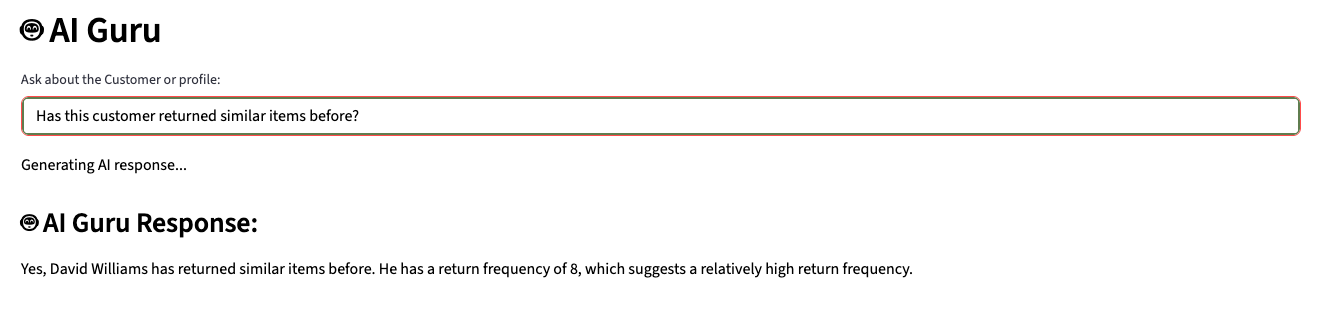 AI Guru
Ask about the Customer or profile:
Has this customer returned similar items before?
Generating AI response...
AI Guru Response:
Yes, David Williams has returned similar items before. He has a return frequency of 8, which suggests a relatively high return frequency.